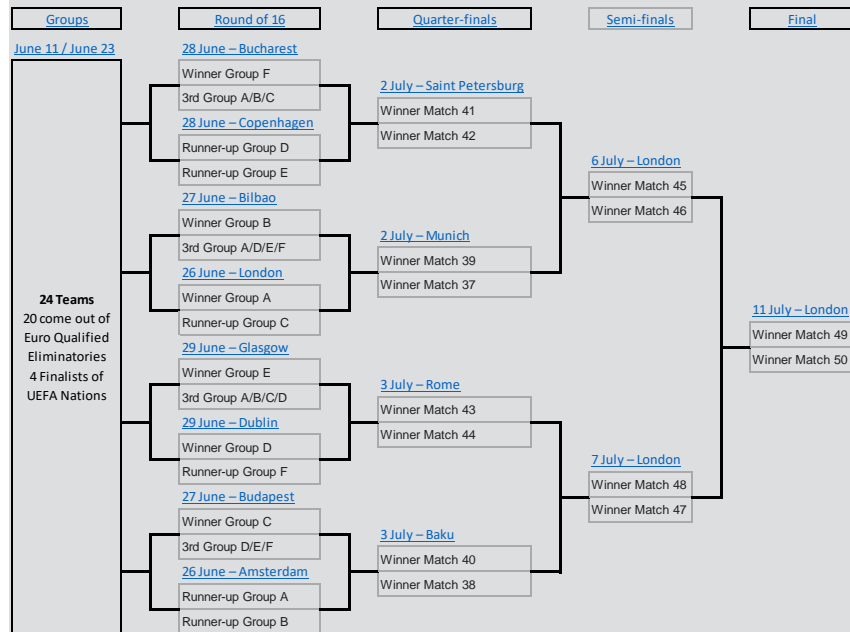 Groups
Round of 16
Quarter-finals
Semi-finals
Final
June 11 / June 23
24 Teams
20 come out of
Euro Qualified
Eliminatories
4 Finalists of
UEFA Nations
28 June – Bucharest
Winner Group F
3rd Group A/B/C
28 June – Copenhagen
Runner-up Group D
Runner-up Group E
27 June – Bilbao
Winner Group B
3rd Group A/D/E/F
26 June – London
Winner Group A
Runner-up Group C
29 June – Glasgow
Winner Group E
3rd Group A/B/C/D
29 June – Dublin
Winner Group D
Runner-up Group F
27 June – Budapest
Winner Group C
3rd Group D/E/F
26 June – Amsterdam
Runner-up Group A
Runner-up Group B
2 July – Saint Petersburg
Winner Match 41
Winner Match 42
2 July – Munich
Winner Match 39
Winner Match 37
3 July – Rome
Winner Match 43
Winner Match 44
3 July – Baku
Winner Match 40
Winner Match 38
6 July – London
Winner Match 45
Winner Match 46
7 July – London
Winner Match 48
Winner Match 47
11 July – London
Winner Match 49
Winner Match 50